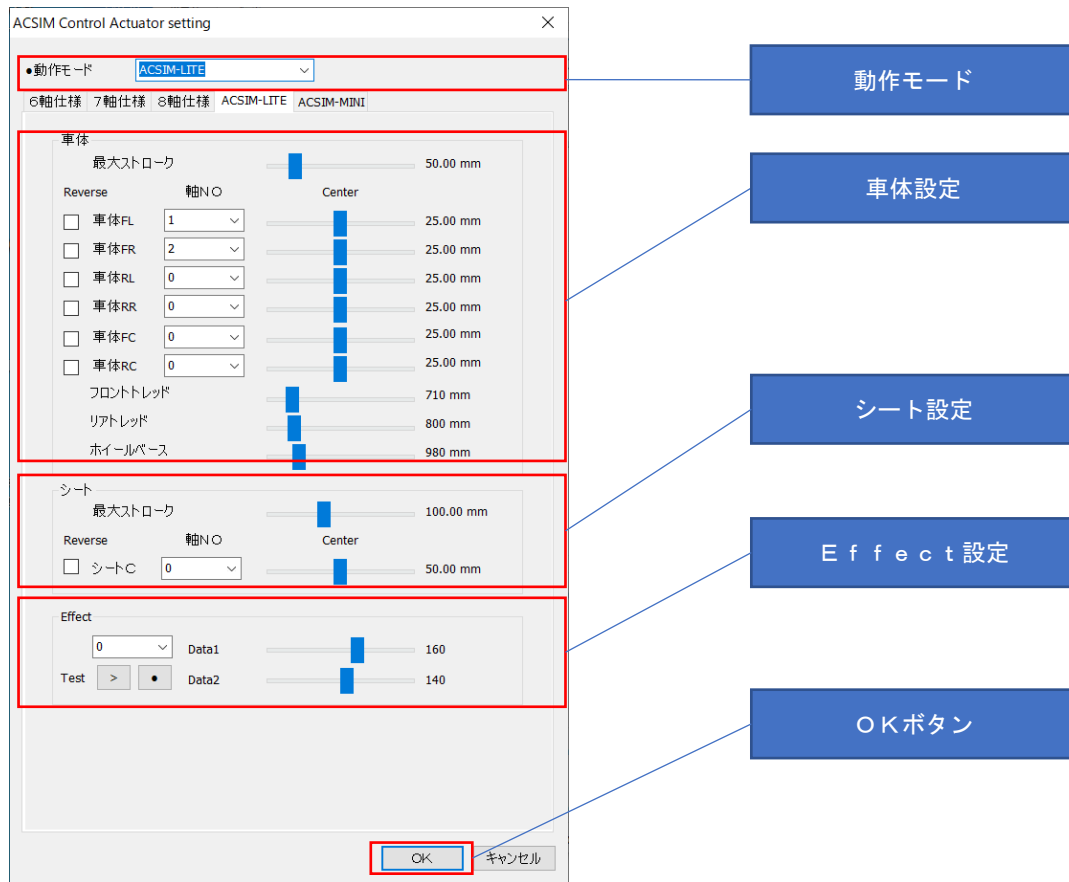 ACSIM Control Actuator setting
●動作モード ACSIM-LITE
6軸仕様 7軸仕様 8軸仕様 ACSIM-LITE ACSIM-MINI
車体
最大ストローク 50.00 mm
Reverse 軸NO Center
車体FL 1 25.00 mm
車体FR 2 25.00 mm
車体RL 0 25.00 mm
車体RR 0 25.00 mm
車体FC 0 25.00 mm
車体RC 0 25.00 mm
フロントトレッド 710 mm
リアトレッド 800 mm
ホイールベース 980 mm
シート
最大ストローク 100.00 mm
Reverse 軸NO Center
シートC 0 50.00 mm
Effect
0 Data1 160
Test > ● Data2 140
OK キャンセル
動作モード
車体設定
シート設定
Ｅｆｆｅｃｔ設定
ＯＫボタン